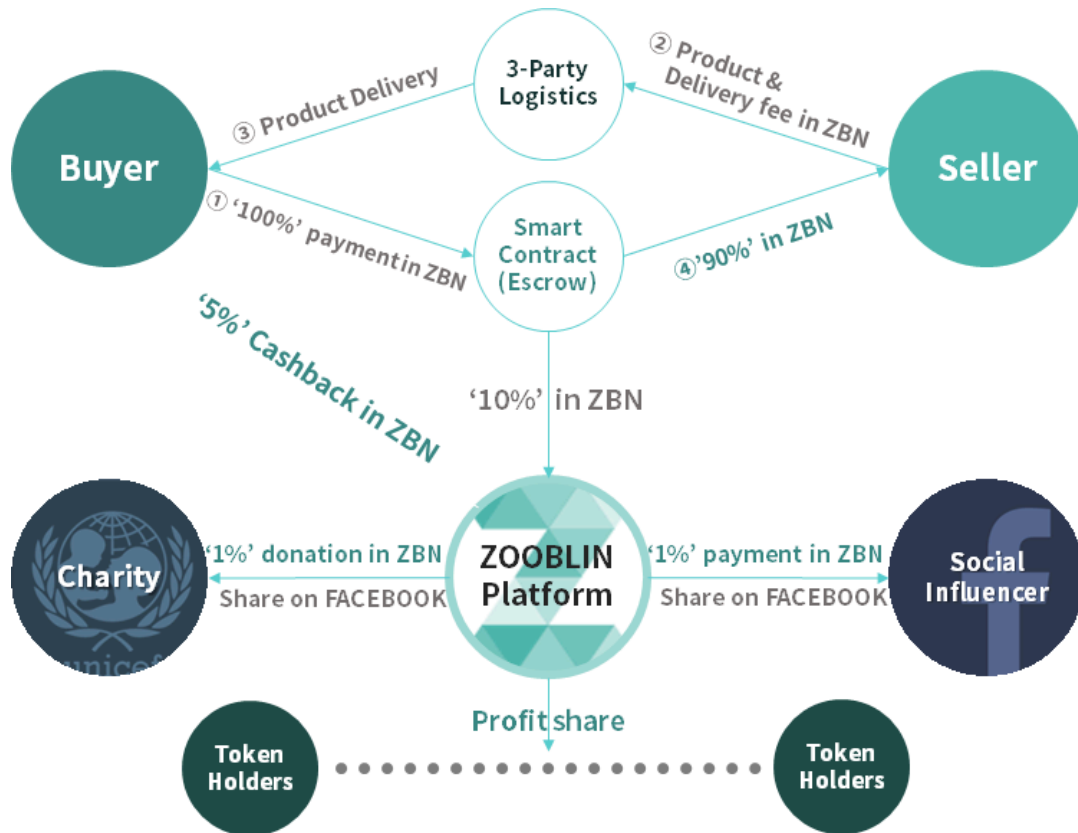 ② Product &
Delivery fee in ZBN
3-Party
Logistics
③ Product Delivery
Buyer
Seller
① ‘100%’ payment in ZBN
Smart
Contract
(Escrow)
④’90%’ in ZBN
‘5%’ Cashback in ZBN
‘10%’ in ZBN
‘1%’ donation in ZBN
Share on FACEBOOK
Charity
unicef
ZOOBLIN
Platform
‘1%’ payment in ZBN
Share on FACEBOOK
Social
Influencer
f
Profit share
Token
Holders
Token
Holders